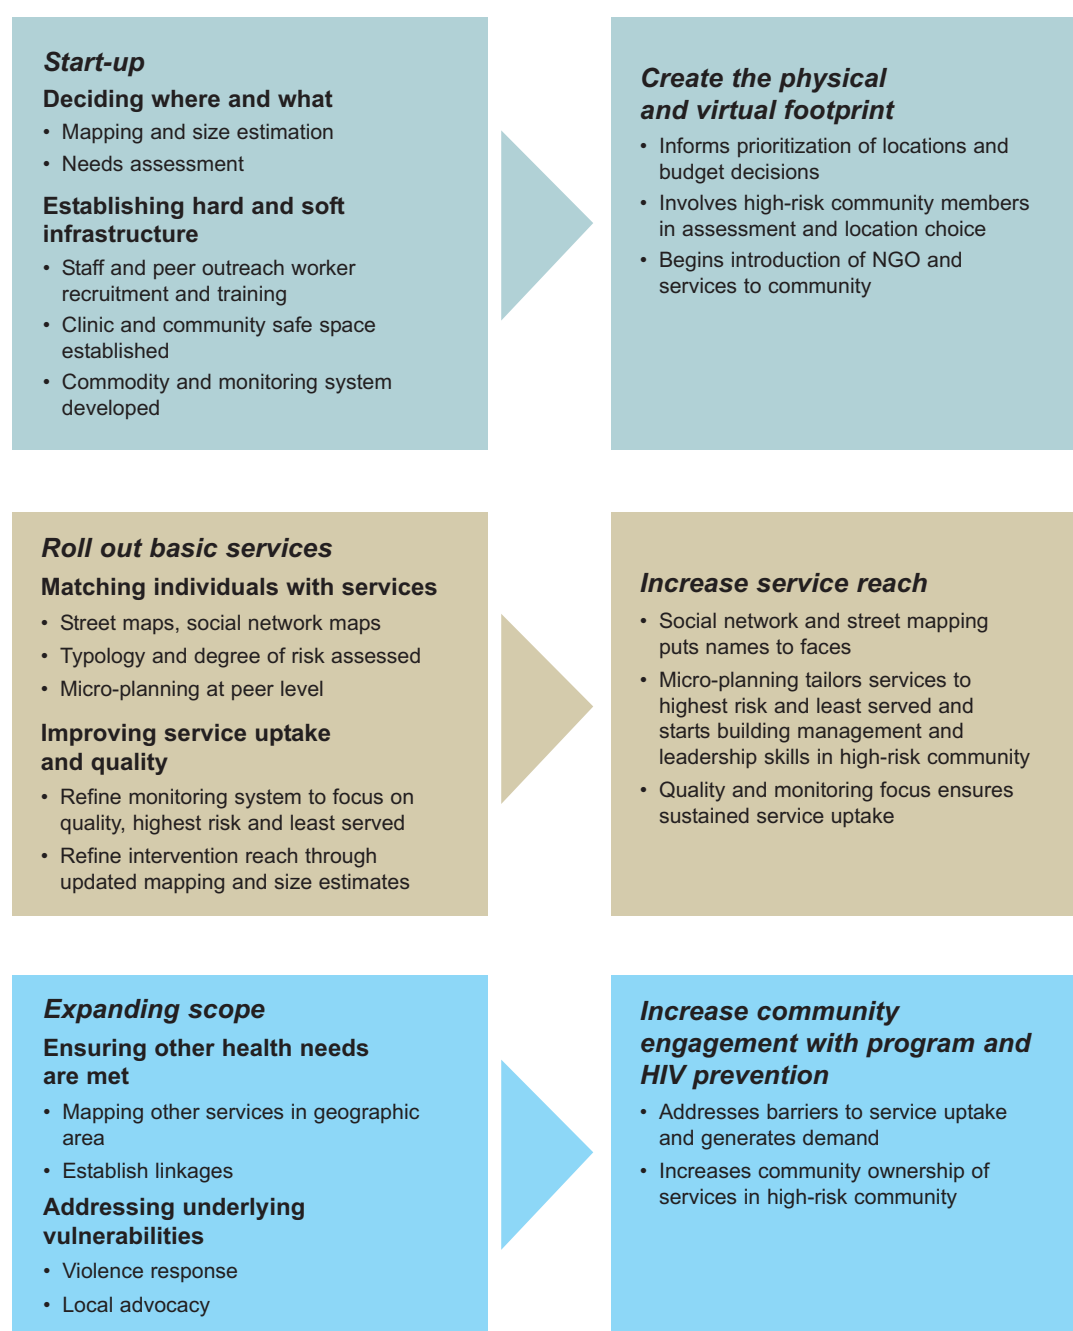 Start-up
Deciding where and what
• Mapping and size estimation
• Needs assessment
Establishing hard and soft
infrastructure
• Staff and peer outreach worker
recruitment and training
• Clinic and community safe space
established
• Commodity and monitoring system
developed
Create the physical
and virtual footprint
• Informs prioritization of locations and
budget decisions
• Involves high-risk community members
in assessment and location choice
• Begins introduction of NGO and
services to community
Roll out basic services
Matching individuals with services
• Street maps, social network maps
• Typology and degree of risk assessed
• Micro-planning at peer level
Improving service uptake
and quality
• Refine monitoring system to focus on
quality, highest risk and least served
• Refine intervention reach through
updated mapping and size estimates
Increase service reach
• Social network and street mapping
puts names to faces
• Micro-planning tailors services to
highest risk and least served and
starts building management and
leadership skills in high-risk community
• Quality and monitoring focus ensures
sustained service uptake
Expanding scope
Ensuring other health needs
are met
• Mapping other services in geographic
area
• Establish linkages
Addressing underlying
vulnerabilities
• Violence response
• Local advocacy
Increase community
engagement with program and
HIV prevention
• Addresses barriers to service uptake
and generates demand
• Increases community ownership of
services in high-risk community